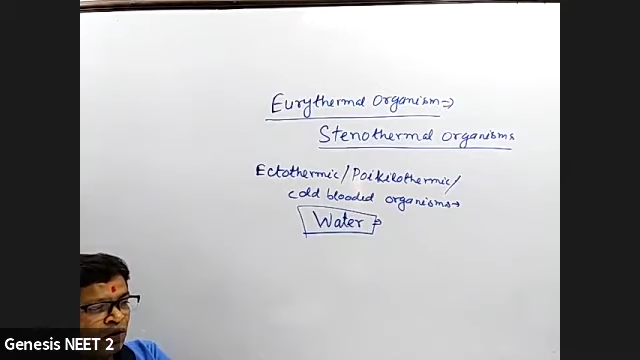 Eurythermal Organism ⇒
Stenothermal organisms
Ectothermic/Poikilothermic/
cold blooded organisms→
Water ⇒
Genesis NEET 2